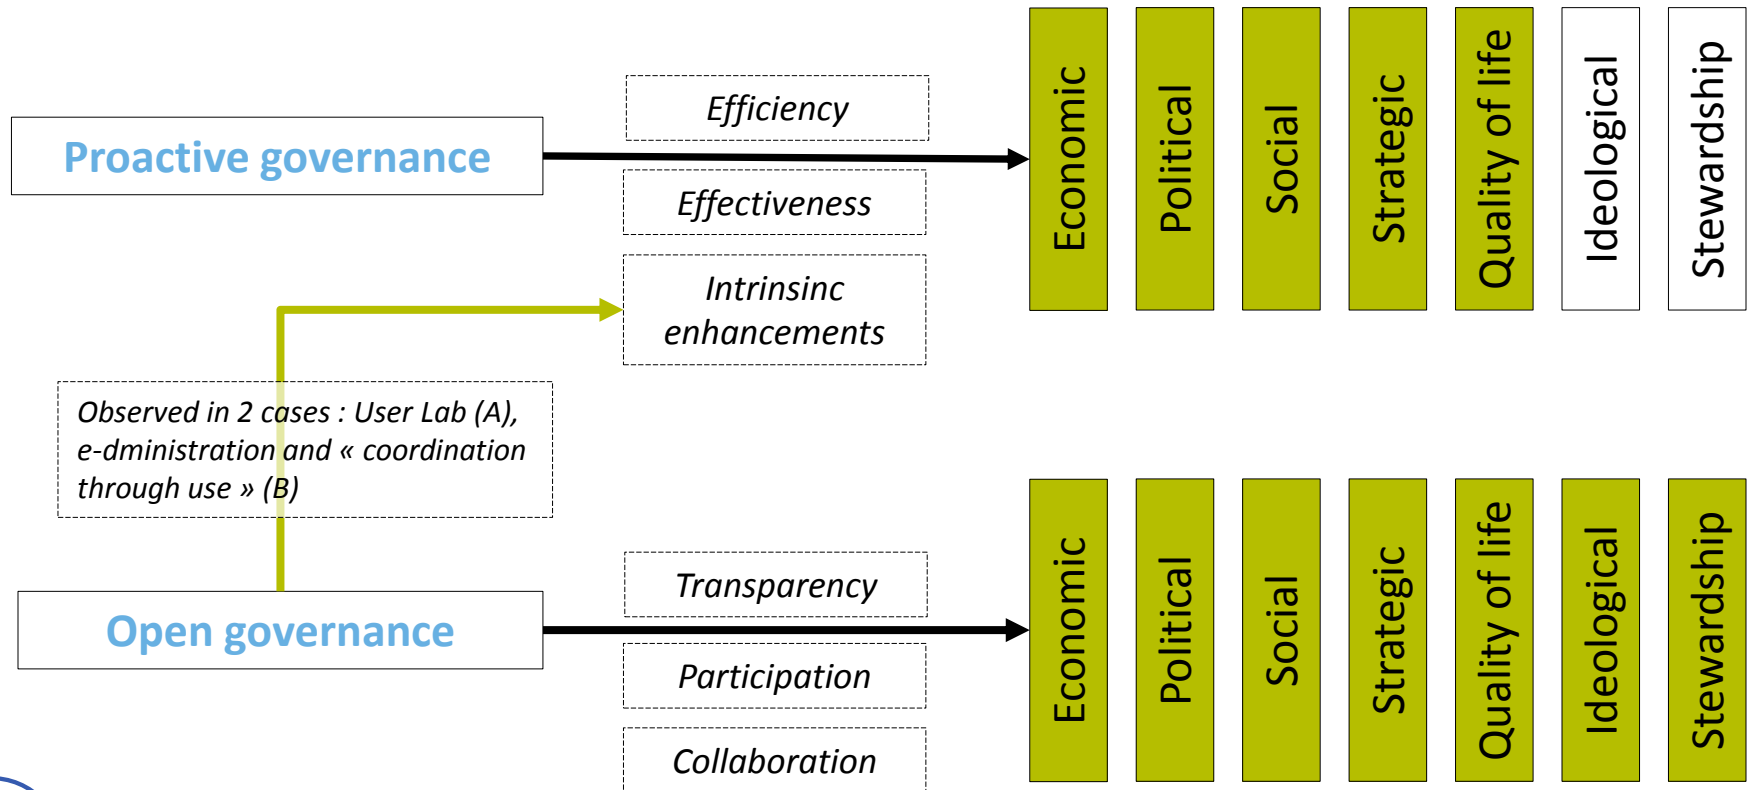 Proactive governance
Efficiency
Effectiveness
Intrinsinc
enhancements
Economic
Political
Social
Strategic
Quality of life
Ideological
Stewardship
Observed in 2 cases : User Lab (A),
e-dministration and « coordination
through use » (B)
Open governance
Transparency
Participation
Collaboration
Economic
Political
Social
Strategic
Quality of life
Ideological
Stewardship